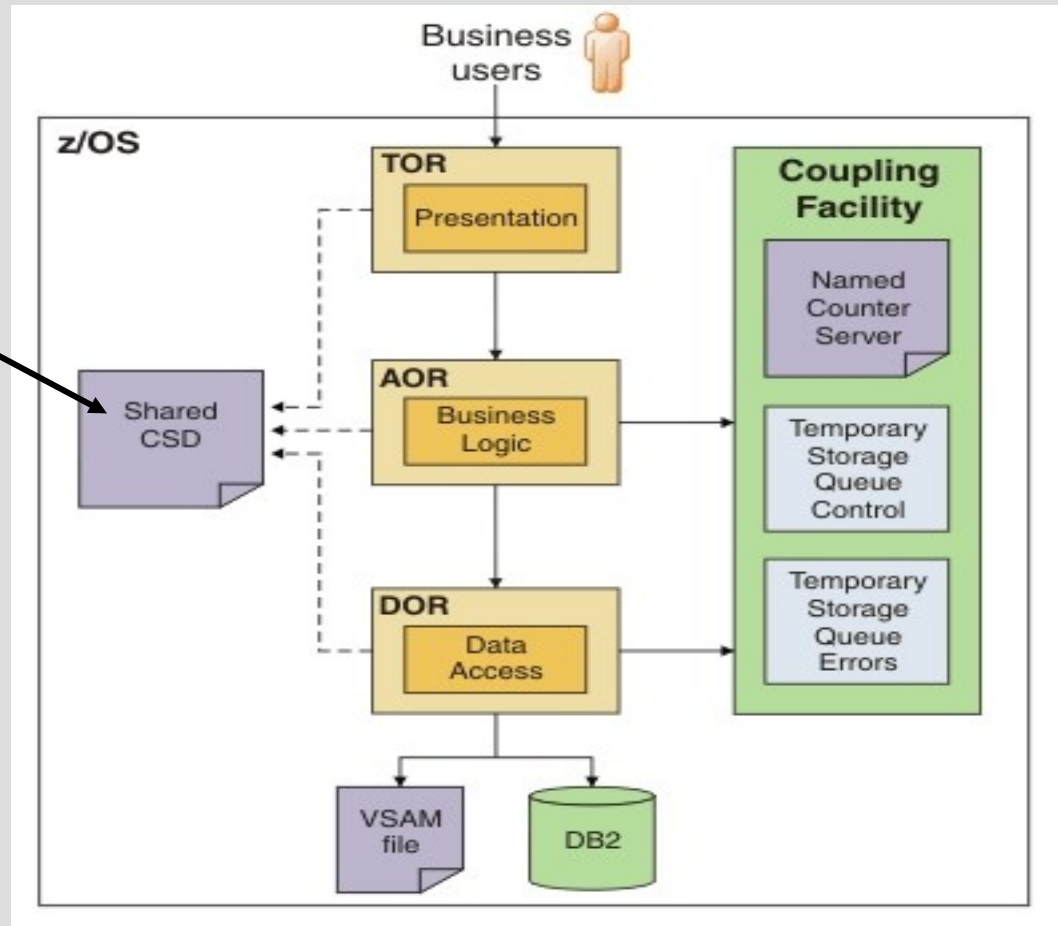 Business
users
z/OS
TOR
Presentation
Coupling
Facility
Named
Counter
Server
AOR
Business
Logic
Shared
CSD
Temporary
Storage
Queue
Control
DOR
Data
Access
Temporary
Storage
Queue
Errors
VSAM
file
DB2